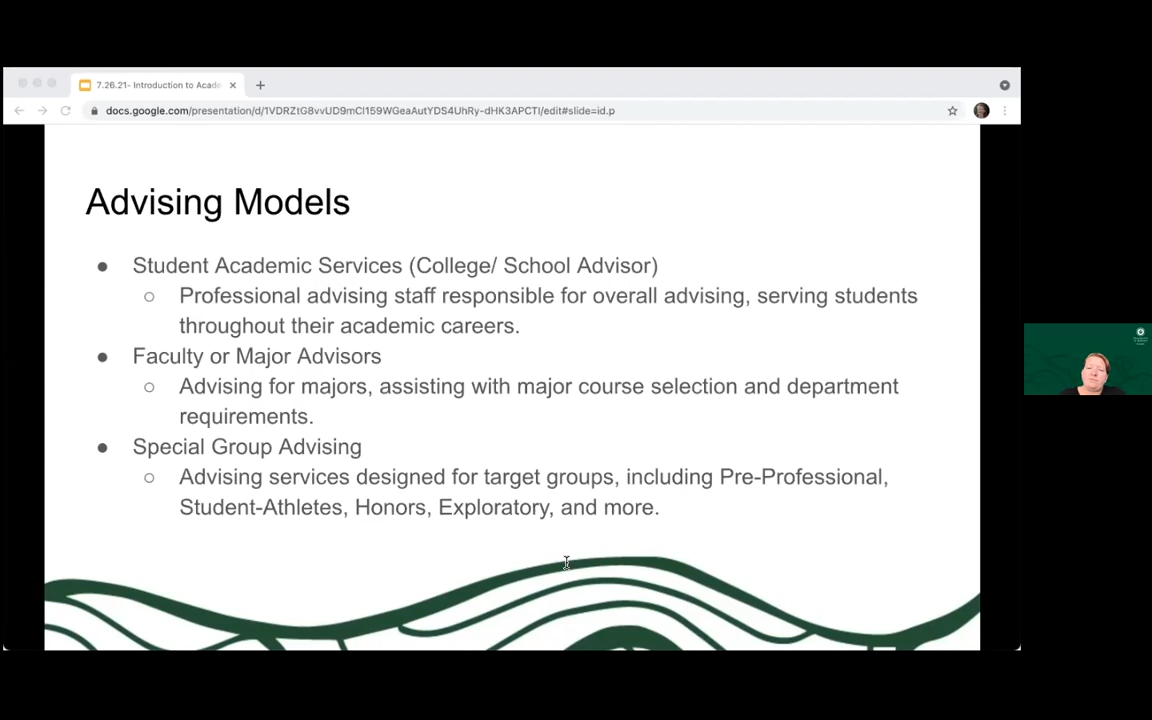 7.26.21- Introduction to Acade
docs.google.com/presentation/d/1VDRZtG8vvUD9mCl159WGeaAutYDS4UhRy-dHK3APCTI/edit#slide=id.p
Advising Models
● Student Academic Services (College/ School Advisor)
○ Professional advising staff responsible for overall advising, serving students
throughout their academic careers.
● Faculty or Major Advisors
○ Advising for majors, assisting with major course selection and department
requirements.
● Special Group Advising
○ Advising services designed for target groups, including Pre-Professional,
Student-Athletes, Honors, Exploratory, and more.